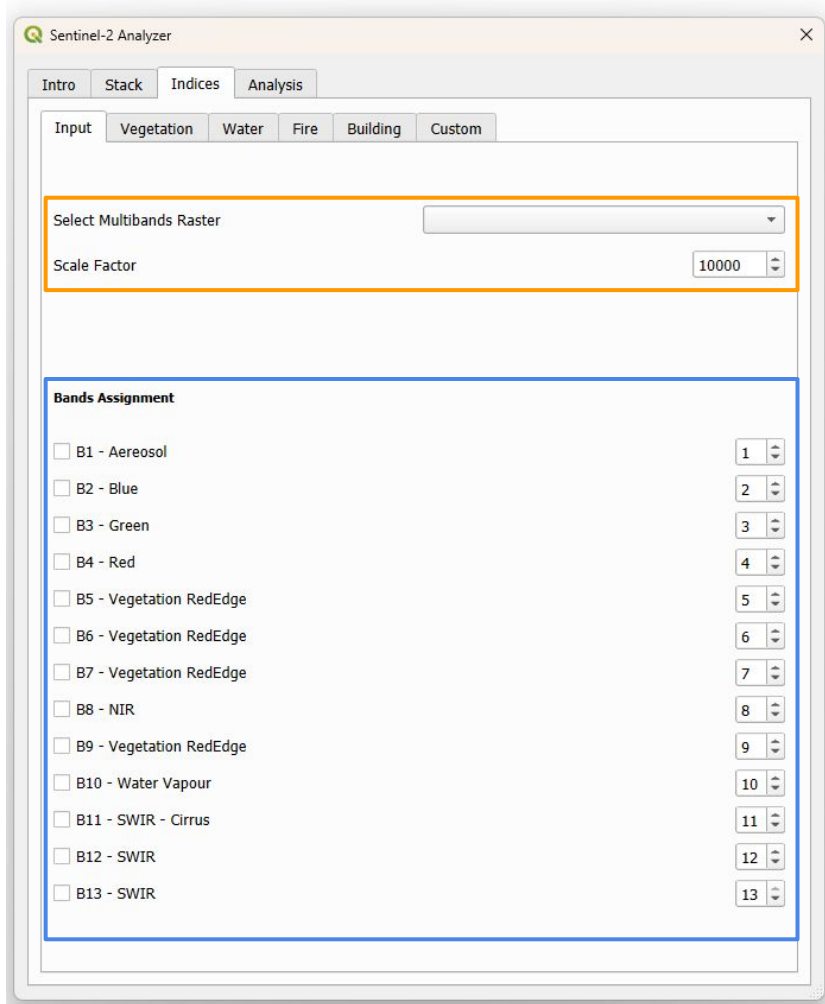 Sentinel-2 Analyzer
Intro Stack Indices Analysis
Input Vegetation Water Fire Building Custom
Select Multibands Raster
Scale Factor 10000
Bands Assignment
B1 - Aereosol 1
B2 - Blue 2
B3 - Green 3
B4 - Red 4
B5 - Vegetation RedEdge 5
B6 - Vegetation RedEdge 6
B7 - Vegetation RedEdge 7
B8 - NIR 8
B9 - Vegetation RedEdge 9
B10 - Water Vapour 10
B11 - SWIR - Cirrus 11
B12 - SWIR 12
B13 - SWIR 13